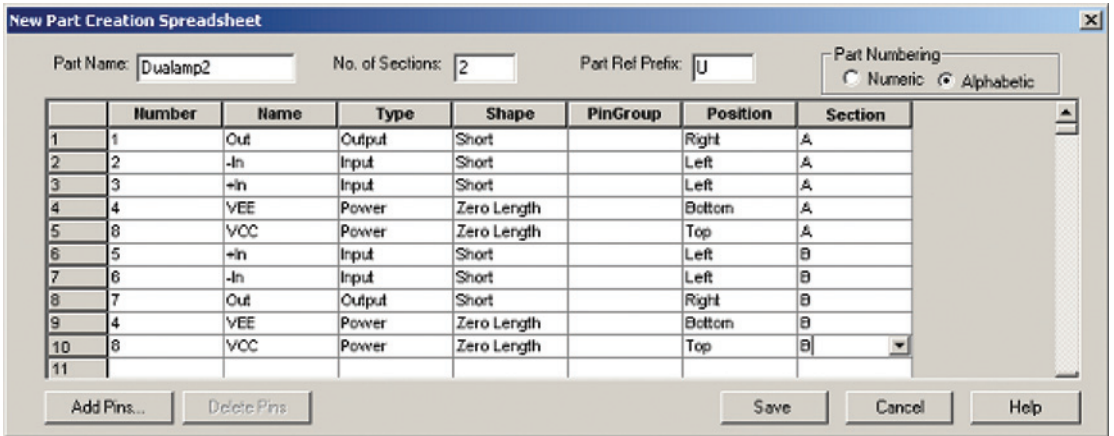 New Part Creation Spreadsheet
Part Name: Dualamp2 No. of Sections: 2 Part Ref Prefix: U Part Numbering
Numeric Alphabetic
Number Name Type Shape PinGroup Position Section
1 1 Out Output Short Right A
2 2 -In Input Short Left A
3 3 +In Input Short Left A
4 4 VEE Power Zero Length Bottom A
5 8 VCC Power Zero Length Top A
6 5 +In Input Short Left B
7 6 -In Input Short Left B
8 7 Out Output Short Right B
9 4 VEE Power Zero Length Bottom B
10 8 VCC Power Zero Length Top B
11
Add Pins... Delete Pins Save Cancel Help